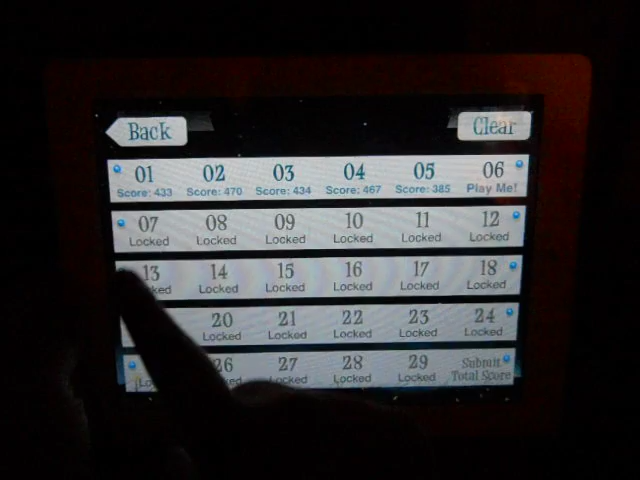 Back Clear
01 02 03 04 05 06
Score: 433 Score: 470 Score: 434 Score: 467 Score: 385 Play Me!
07 08 09 10 11 12
Locked Locked Locked Locked Locked Locked
13 14 15 16 17 18
Locked Locked Locked Locked Locked
20 21 22 23 24
Locked Locked Locked Locked Locked
27 28 29 Submit
Locked Locked Locked Total Score